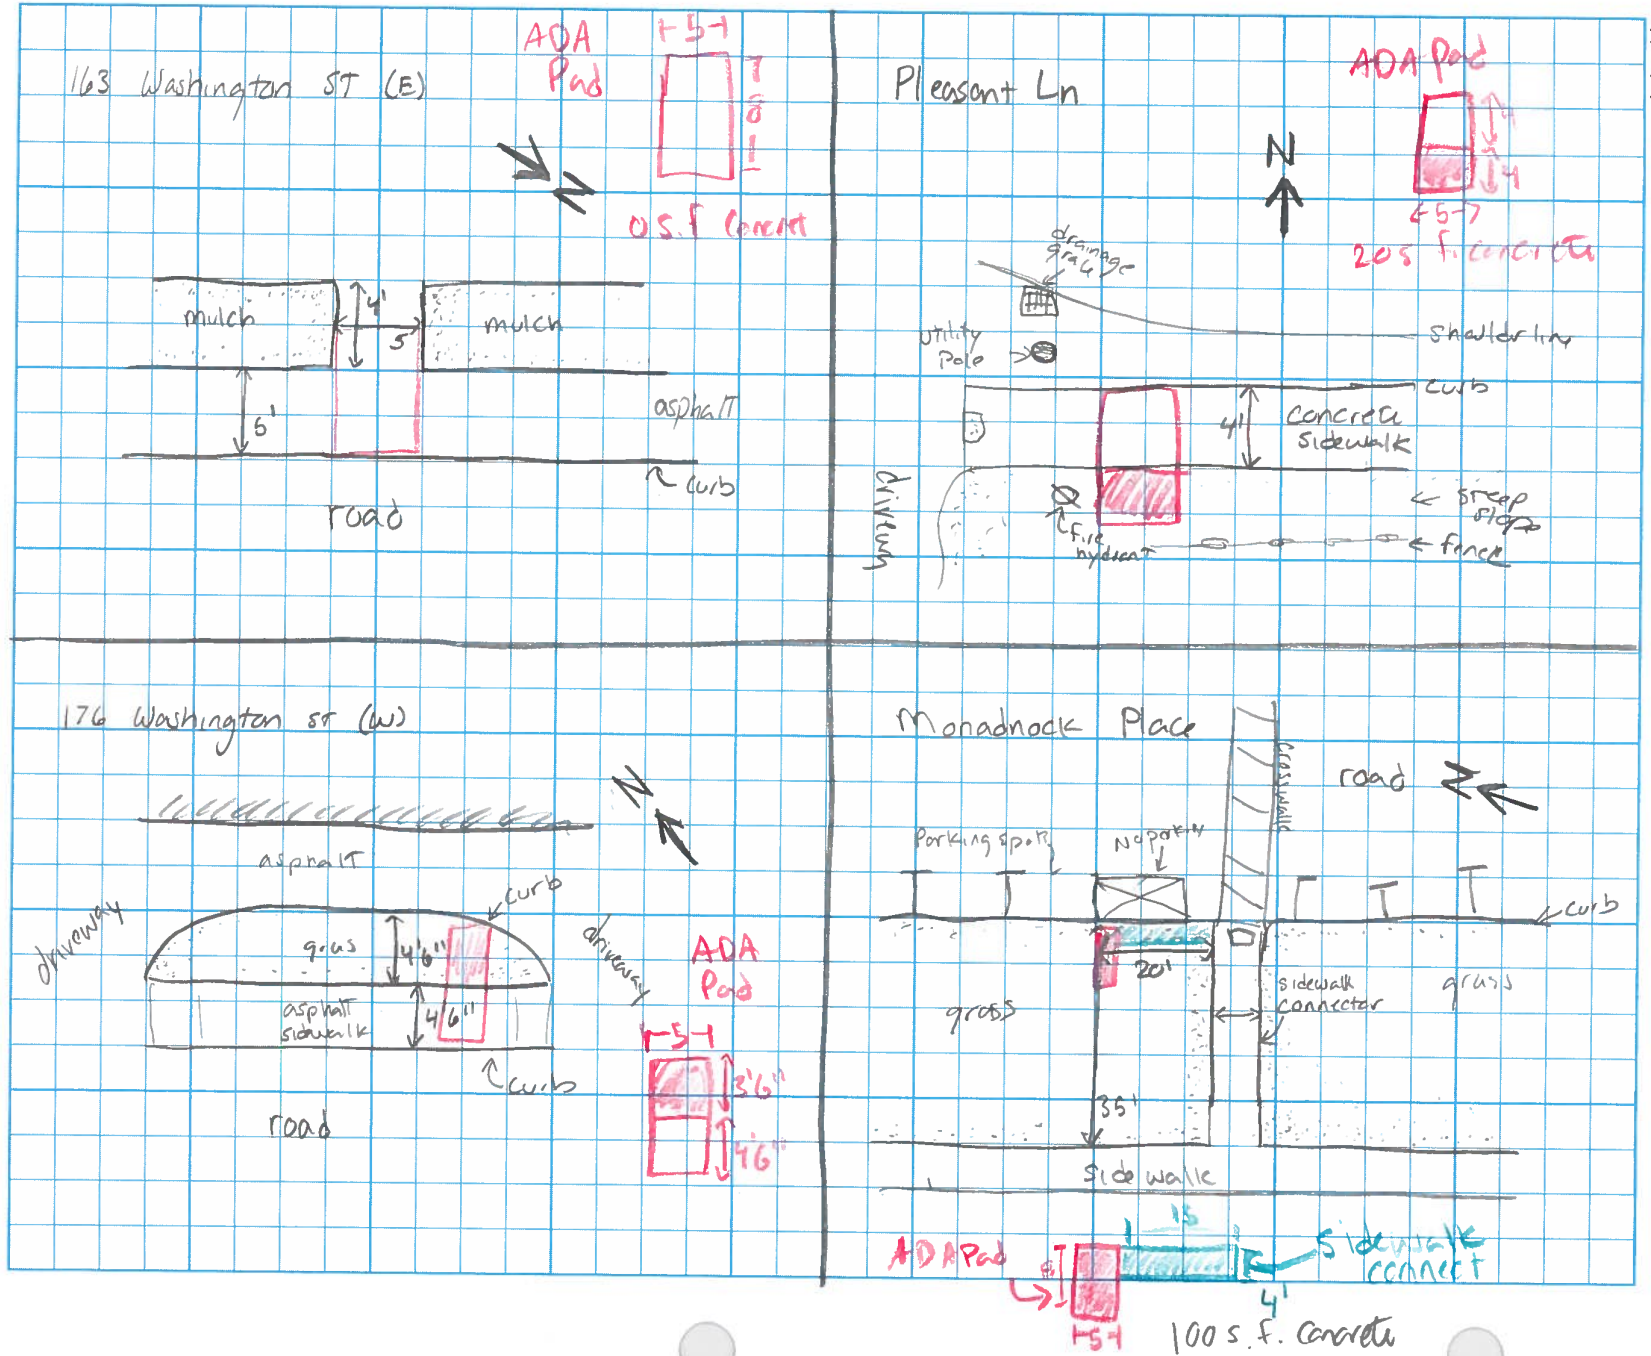 163 Washington ST (E)
ADA
Pad
5
8
0 s.f Concret
mulch
4'
5
mulch
5'
asphalt
curb
road
Pleasant Ln
ADA Pad
4
4
5
20 s.f. concrete
N
drainage
grate
utility
Pole
shoulder line
curb
4'
concrete
sidewalk
driveway
fire
hydrant
steep
slope
fence
176 Washington ST (W)
N
asphalt
curb
driveway
grass
4'6"
driveway
asphalt
sidewalk
4'6"
curb
road
ADA
Pad
5
3'6"
4'6"
Monadnock Place
crosswalk
road
N
Parking spots
No parking
curb
20'
grass
sidewalk
connector
grass
35'
Sidewalk
ADA Pad
8
5
15
Sidewalk
connect
4'
100 s.f. concrete